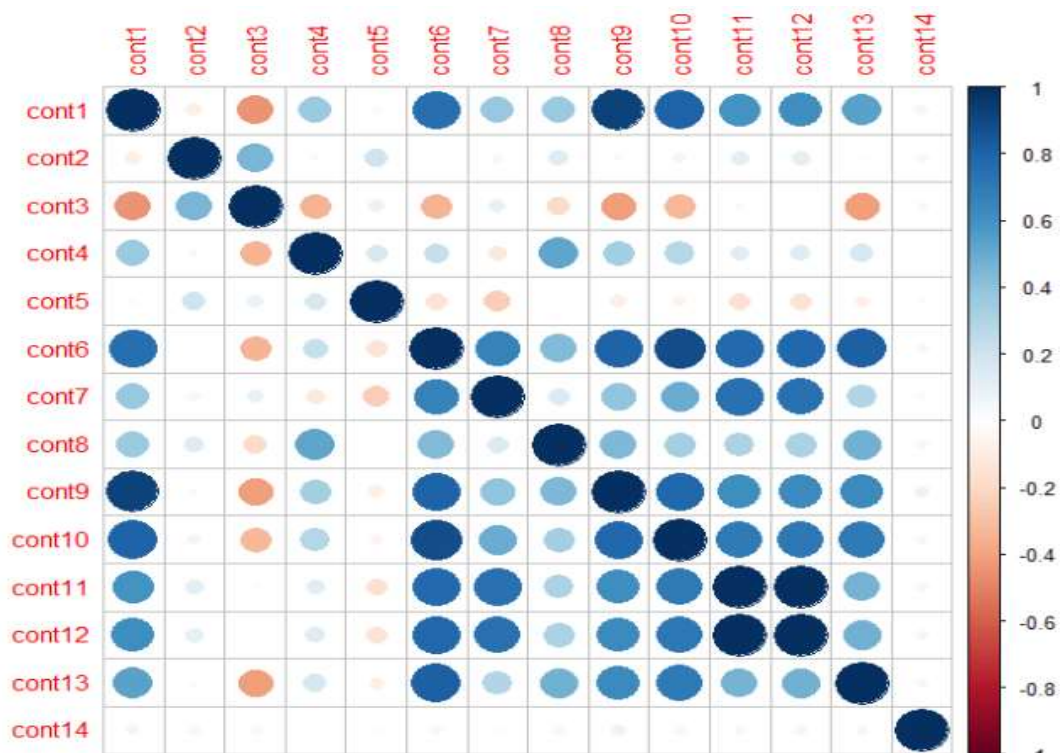 cont1 cont2 cont3 cont4 cont5 cont6 cont7 cont8 cont9 cont10 cont11 cont12 cont13 cont14
cont1
cont2
cont3
cont4
cont5
cont6
cont7
cont8
cont9
cont10
cont11
cont12
cont13
cont14
1
0.8
0.6
0.4
0.2
0
-0.2
-0.4
-0.6
-0.8